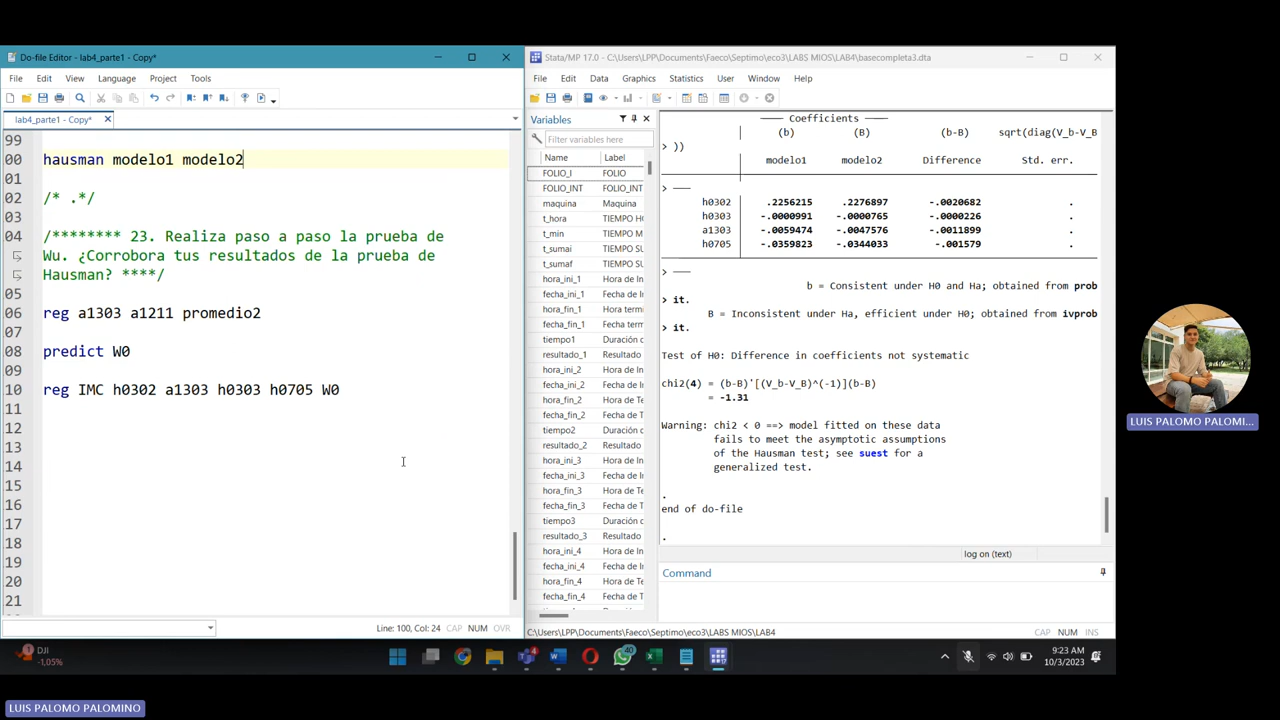 Do-file Editor - lab4_parte1 - Copy*
File Edit View Language Project Tools
lab4_parte1 - Copy*
99
00 hausman modelo1 modelo2
01
02 /* .*/
03
04 /******** 23. Realiza paso a paso la prueba de
Wu. ¿Corrobora tus resultados de la prueba de
Hausman? ****/
05
06 reg a1303 a1211 promedio2
07
08 predict W0
09
10 reg IMC h0302 a1303 h0303 h0705 W0
11
12
13
14
15
16
17
18
19
20
21
Line: 100, Col: 24 CAP NUM OVR
Stata/MP 17.0 - C:\Users\LPP\Documents\Faeco\Septimo\eco3\LABS MIOS\LAB4\basecompleta3.dta
File Edit Data Graphics Statistics User Window Help
Variables
Filter variables here
Name Label
FOLIO_I FOLIO
FOLIO_INT FOLIO_INT
maquina Maquina
t_hora TIEMPO HO
t_min TIEMPO M
t_sumai TIEMPO SU
t_sumaf TIEMPO SU
hora_ini_1 Hora de In
fecha_ini_1 Fecha de I
hora_fin_1 Hora term
fecha_fin_1 Fecha term
tiempo1 Duración d
resultado_1 Resultado
hora_ini_2 Hora de In
fecha_ini_2 Fecha de I
hora_fin_2 Hora de Te
fecha_fin_2 Fecha de T
tiempo2 Duración d
resultado_2 Resultado
hora_ini_3 Hora de In
fecha_ini_3 Fecha de I
hora_fin_3 Hora de Te
fecha_fin_3 Fecha de T
tiempo3 Duración d
resultado_3 Resultado
hora_ini_4 Hora de In
fecha_ini_4 Fecha de I
hora_fin_4 Hora de Te
fecha_fin_4 Fecha de T
Coefficients
(b) (B) (b-B) sqrt(diag(V_b-V_B
> ))
modelo1 modelo2 Difference Std. err.
>
h0302 .2256215 .2276897 -.0020682 .
h0303 -.0000991 -.0000765 -.0000226 .
a1303 -.0059474 -.0047576 -.0011899 .
h0705 -.0359823 -.0344033 -.001579 .
>
b = Consistent under H0 and Ha; obtained from prob
> it.
B = Inconsistent under Ha, efficient under H0; obtained from ivprob
> it.
Test of H0: Difference in coefficients not systematic
chi2(4) = (b-B)'[(V_b-V_B)^(-1)](b-B)
= -1.31
Warning: chi2 < 0 ==> model fitted on these data
fails to meet the asymptotic assumptions
of the Hausman test; see suest for a
generalized test.
.
end of do-file
.
log on (text)
Command
C:\Users\LPP\Documents\Faeco\Septimo\eco3\LABS MIOS\LAB4
CAP NUM INS
LUIS PALOMO PALOMI...
DJI
-1,05%
1
4
40
17
9:23 AM
10/3/2023
LUIS PALOMO PALOMINO